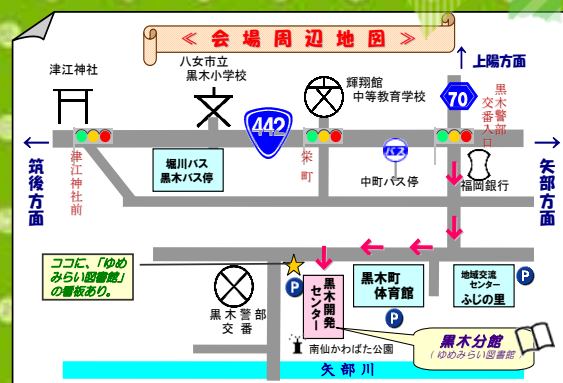 ≪ 会 場 周 辺 地 図 ≫
上陽方面
津江神社
八女市立
黒木小学校
輝翔館
中等教育学校
70
黒木警部
交番入口
442
バス
筑後方面
津江神社前
堀川バス
黒木バス停
栄町
中町バス停
福岡銀行
矢部方面
ココに、「ゆめ
みらい図書館」
の看板あり。
黒木警部
交番
P
黒木開発
センター
黒木町
体育館
P
地域交流
センター
ふじの里
P
南仙かわばた公園
黒木分館
(ゆめみらい図書館)
矢部川